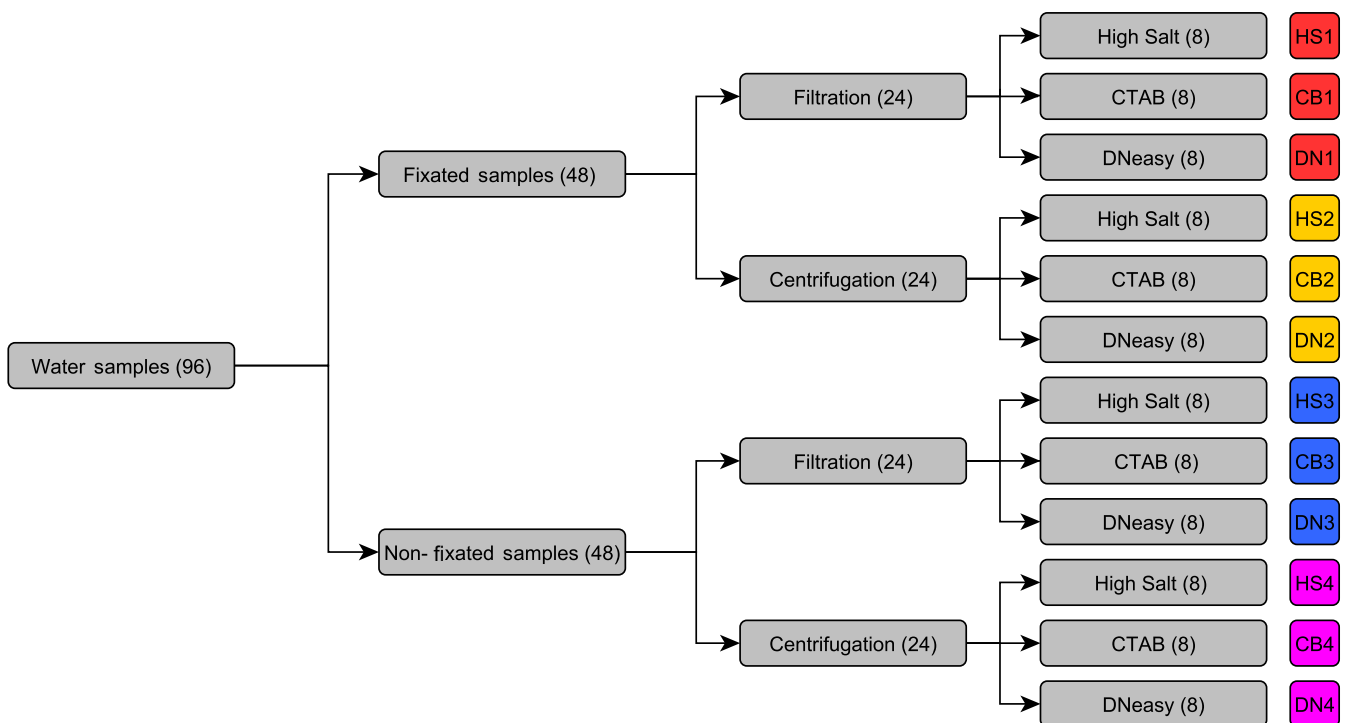 High Salt (8) HS1
Filtration (24) CTAB (8) CB1
DNeasy (8) DN1
Fixated samples (48)
High Salt (8) HS2
Centrifugation (24) CTAB (8) CB2
DNeasy (8) DN2
Water samples (96)
High Salt (8) HS3
Filtration (24) CTAB (8) CB3
DNeasy (8) DN3
Non- fixated samples (48)
High Salt (8) HS4
Centrifugation (24) CTAB (8) CB4
DNeasy (8) DN4